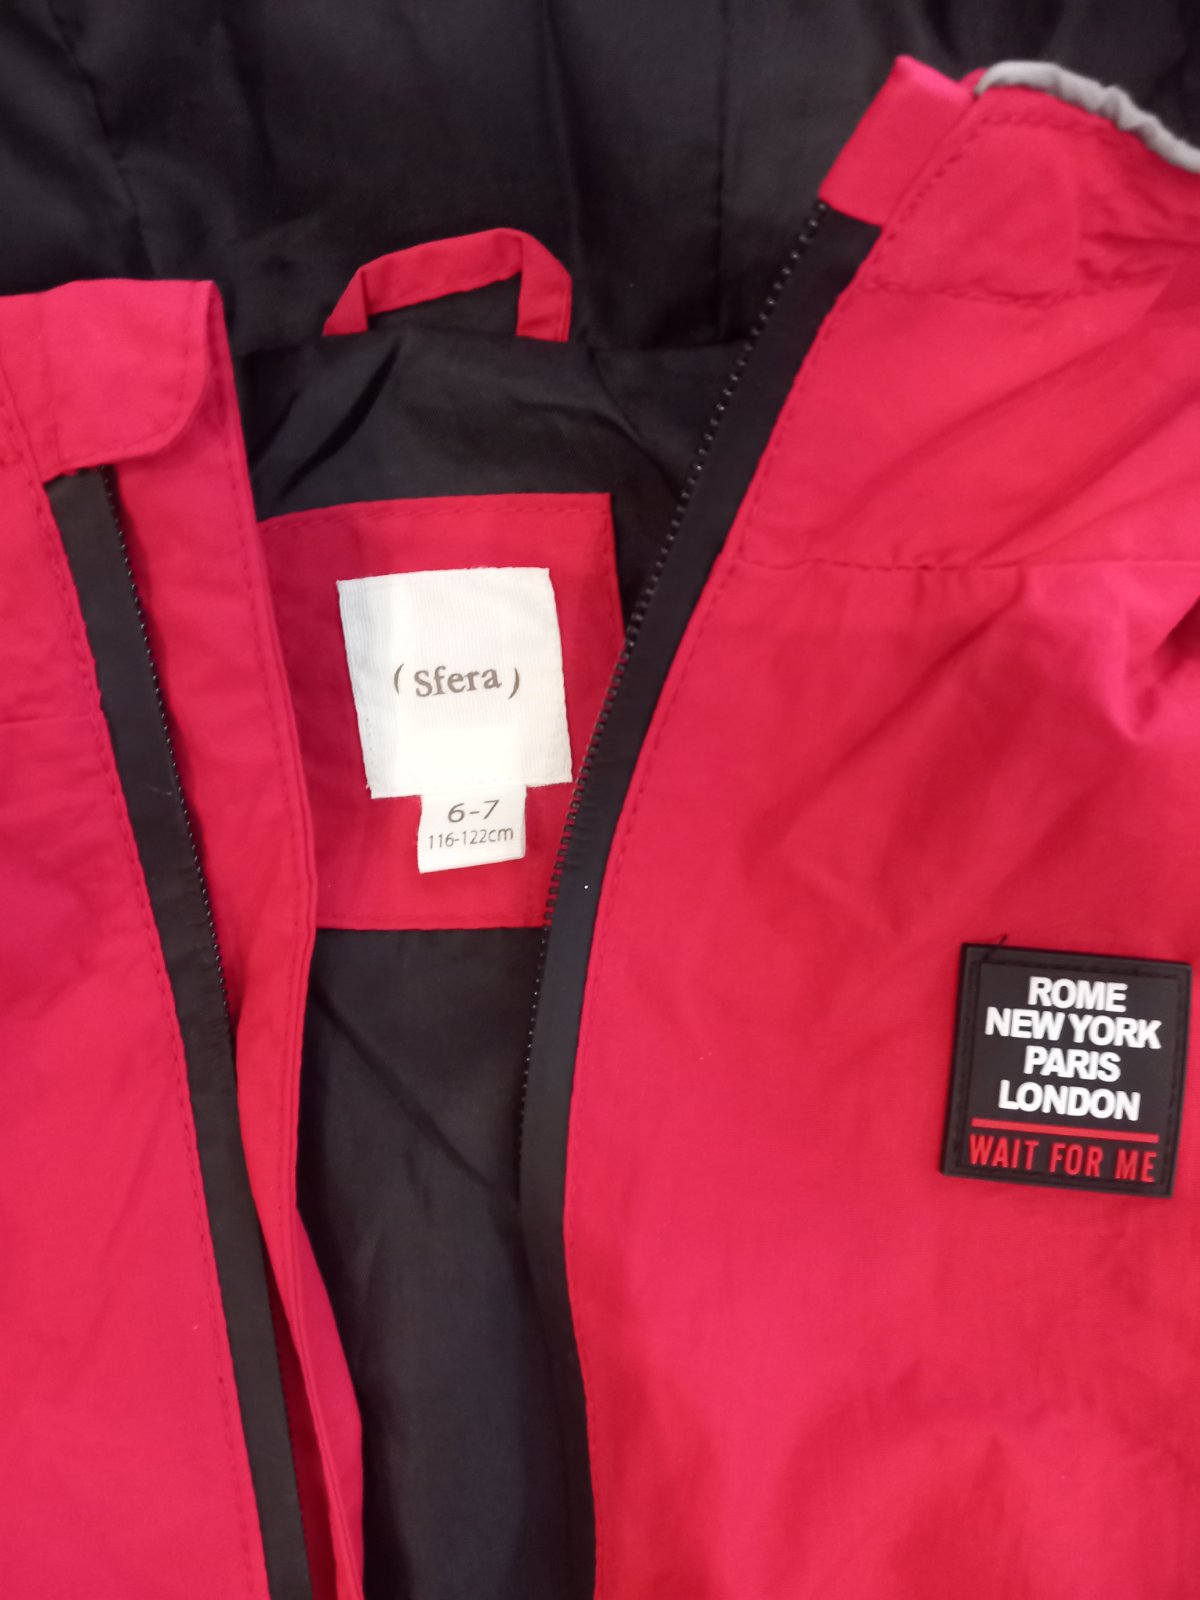 ( Sfera )
6-7
116-122cm
ROME
NEW YORK
PARIS
LONDON
WAIT FOR ME